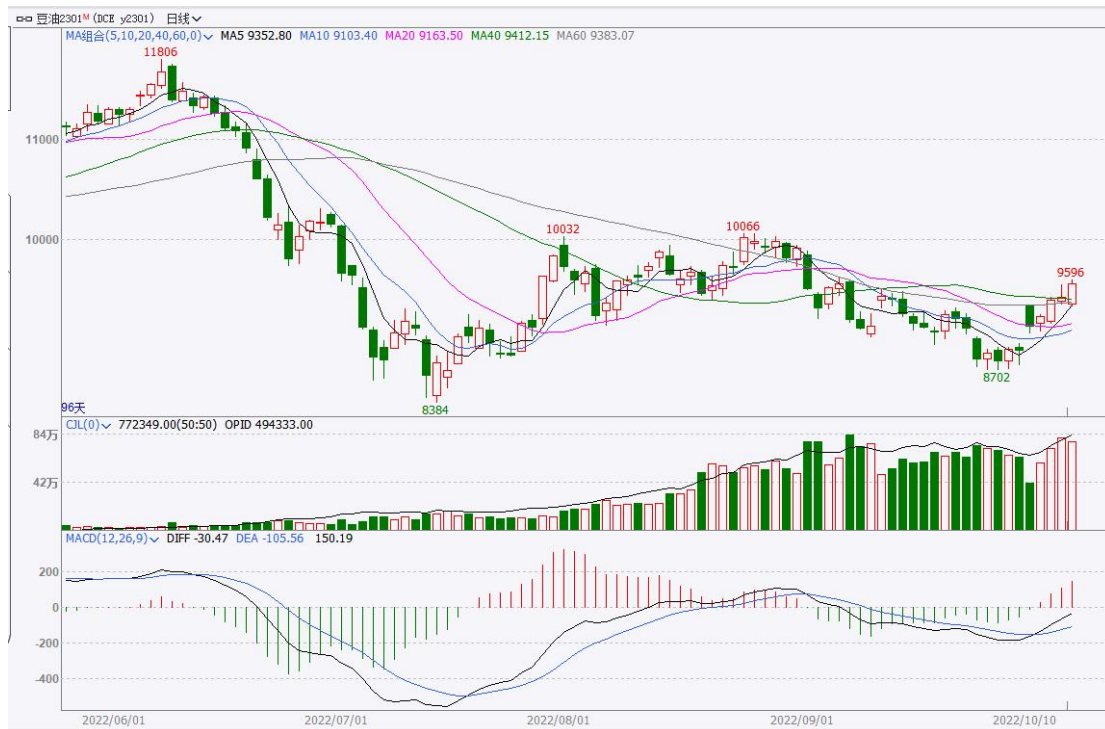 豆油2301M (DCE y2301) 日线
MA组合(5,10,20,40,60,0) MA5 9352.80 MA10 9103.40 MA20 9163.50 MA40 9412.15 MA60 9383.07
11806
11000
10066
10032
10000
9596
8702
8384
96天
CJL(0) 772349.00(50:50) OPID 494333.00
84万
42万
MACD(12,26,9) DIFF -30.47 DEA -105.56 150.19
200
0
-200
-400
2022/06/01 2022/07/01 2022/08/01 2022/09/01 2022/10/10